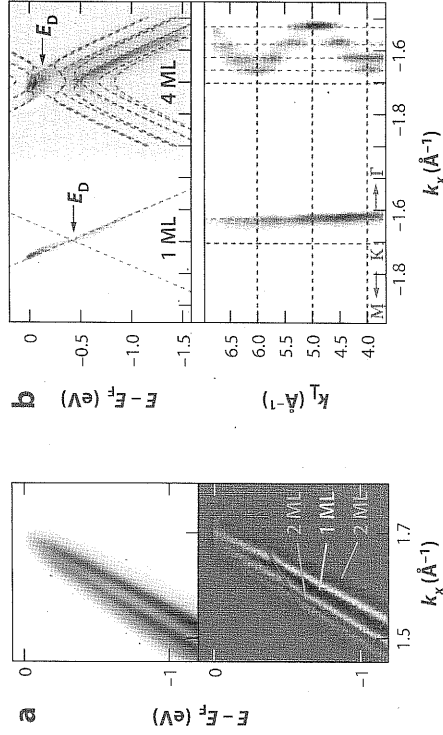 a
E – E_F (eV)
0
–1
0
–1
2 ML
1 ML
2 ML
1.5
1.7
k_x (Å⁻¹)
b
E – E_F (eV)
0
–0.5
–1.0
–1.5
E_D
1 ML
E_D
4 ML
k_⊥ (Å⁻¹)
6.5
6.0
5.5
5.0
4.5
4.0
M
K
Γ
–1.8
–1.6
–1.8
–1.6
k_x (Å⁻¹)